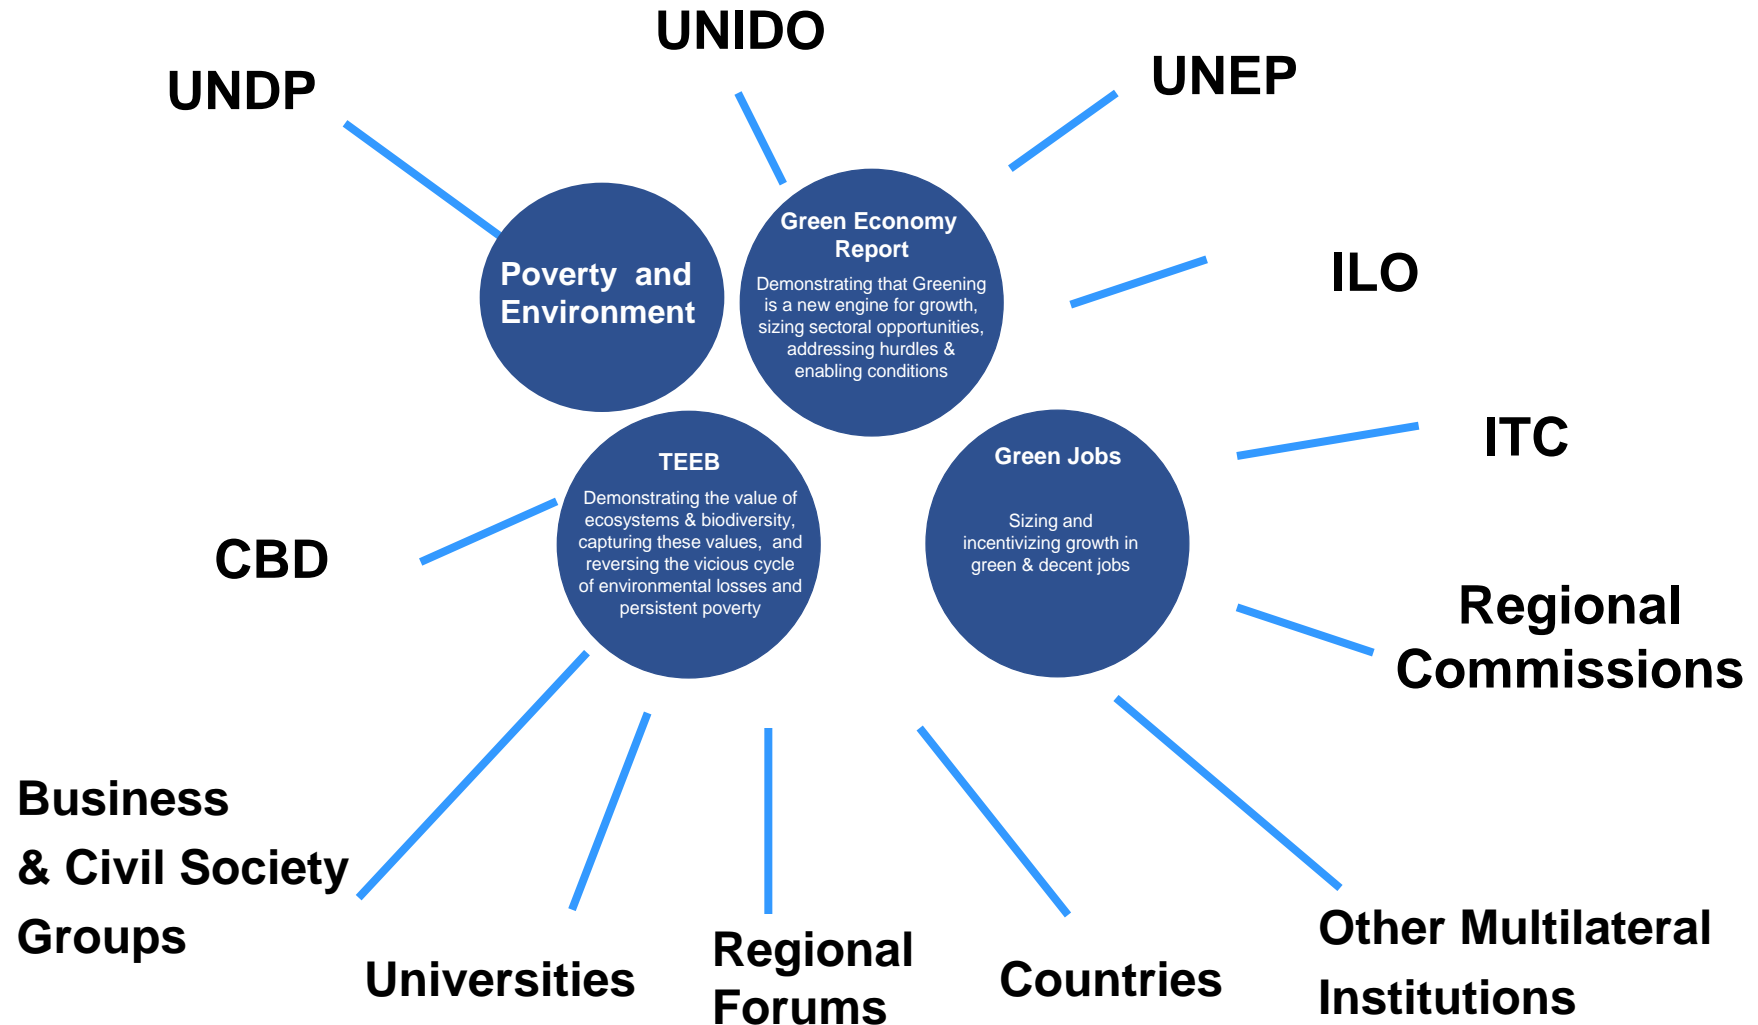 UNIDO
UNEP
UNDP
Green Economy
Report
Demonstrating that Greening
is a new engine for growth,
sizing sectoral opportunities,
addressing hurdles &
enabling conditions
Poverty and
Environment
ILO
ITC
TEEB
Demonstrating the value of
ecosystems & biodiversity,
capturing these values, and
reversing the vicious cycle
of environmental losses and
persistent poverty
Green Jobs
Sizing and
incentivizing growth in
green & decent jobs
CBD
Regional
Commissions
Business
& Civil Society
Groups
Universities
Regional
Forums
Countries
Other Multilateral
Institutions